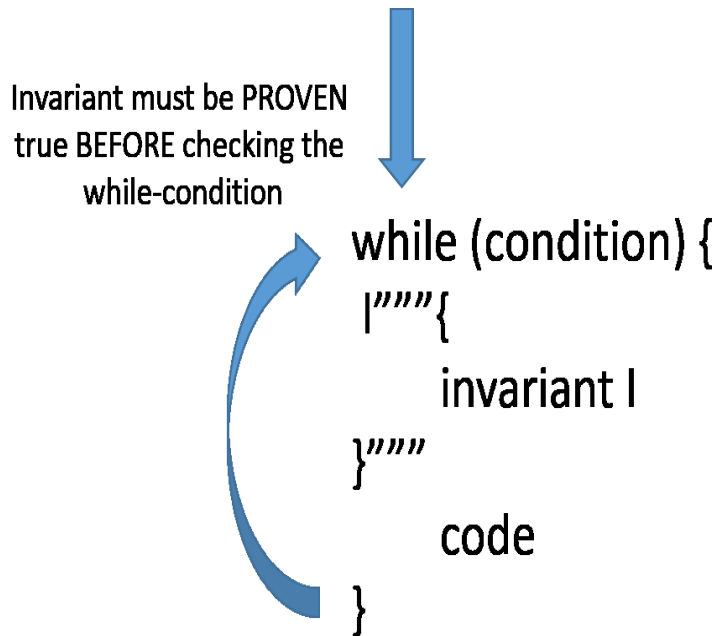 Invariant must be PROVEN
true BEFORE checking the
while-condition
while (condition) {
l”””{
invariant I
}”””
code
}